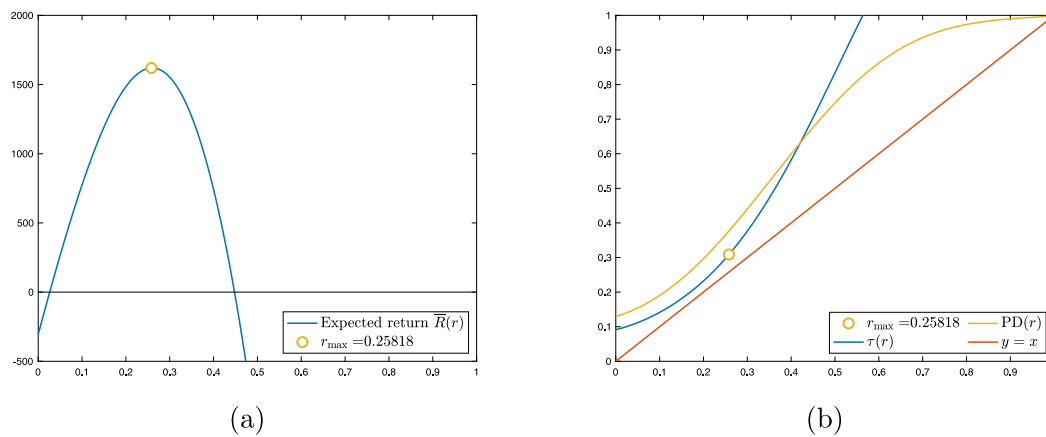 2000
1500
1000
500
0
-500
0 0.1 0.2 0.3 0.4 0.5 0.6 0.7 0.8 0.9 1
Expected return R̅(r)
r_max =0.25818
(a)
1
0.9
0.8
0.7
0.6
0.5
0.4
0.3
0.2
0.1
0
0 0.1 0.2 0.3 0.4 0.5 0.6 0.7 0.8 0.9
r_max =0.25818 PD(r)
τ(r) y = x
(b)